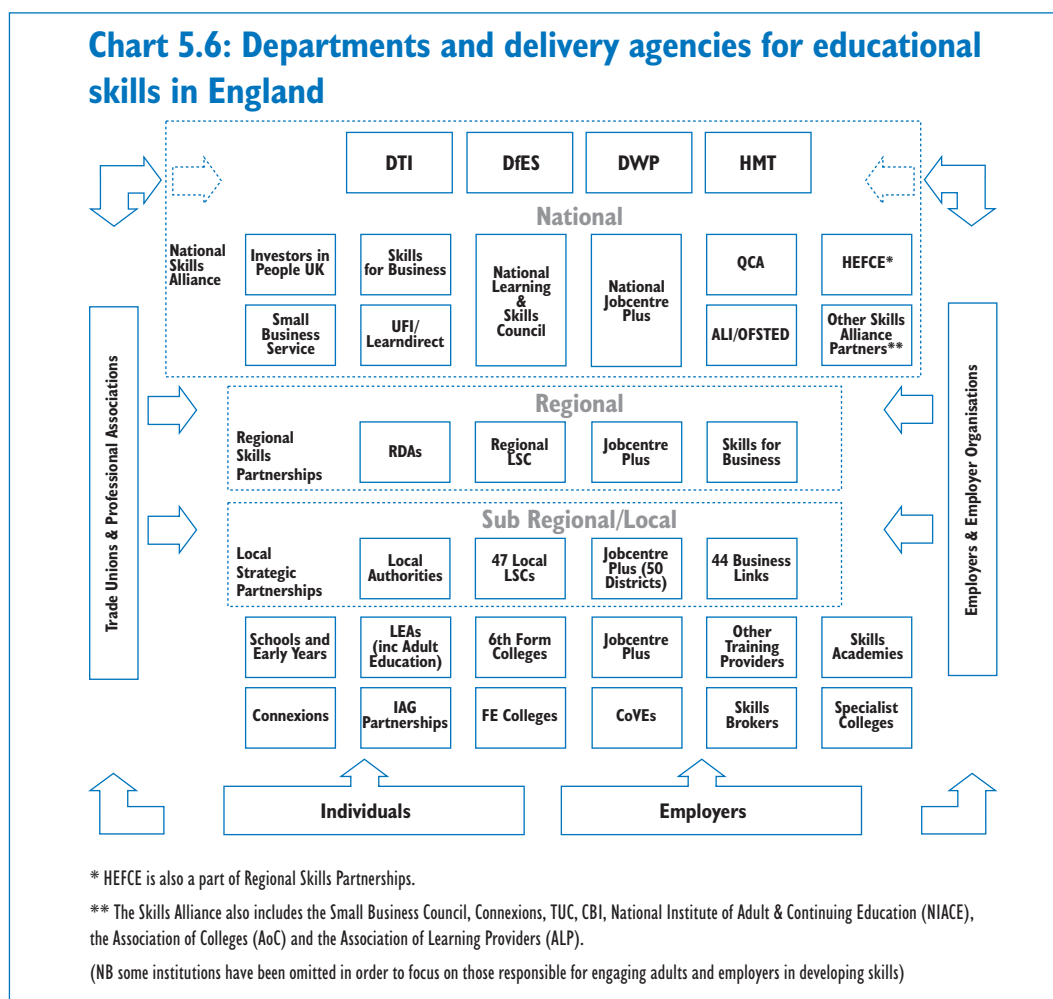 Chart 5.6: Departments and delivery agencies for educational
skills in England
DTI
DfES
DWP
HMT
National
National
Skills
Alliance
Investors in
People UK
Skills
for Business
National
Learning
&
Skills
Council
National
Jobcentre
Plus
QCA
HEFCE*
Small
Business
Service
UFI/
Learndirect
ALI/OFSTED
Other Skills
Alliance
Partners**
Trade Unions & Professional Associations
Employers & Employer Organisations
Regional
Regional
Skills
Partnerships
RDAs
Regional
LSC
Jobcentre
Plus
Skills for
Business
Sub Regional/Local
Local
Strategic
Partnerships
Local
Authorities
47 Local
LSCs
Jobcentre
Plus (50
Districts)
44 Business
Links
Schools and
Early Years
LEAs
(inc Adult
Education)
6th Form
Colleges
Jobcentre
Plus
Other
Training
Providers
Skills
Academies
Connexions
IAG
Partnerships
FE Colleges
CoVEs
Skills
Brokers
Specialist
Colleges
Individuals
Employers
* HEFCE is also a part of Regional Skills Partnerships.
** The Skills Alliance also includes the Small Business Council, Connexions, TUC, CBI, National Institute of Adult & Continuing Education (NIACE),
the Association of Colleges (AoC) and the Association of Learning Providers (ALP).
(NB some institutions have been omitted in order to focus on those responsible for engaging adults and employers in developing skills)